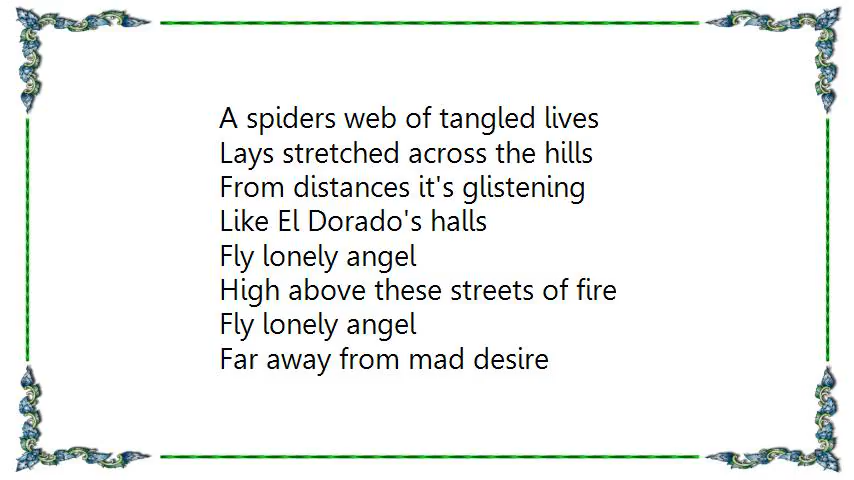 A spiders web of tangled lives
Lays stretched across the hills
From distances it's glistening
Like El Dorado's halls
Fly lonely angel
High above these streets of fire
Fly lonely angel
Far away from mad desire